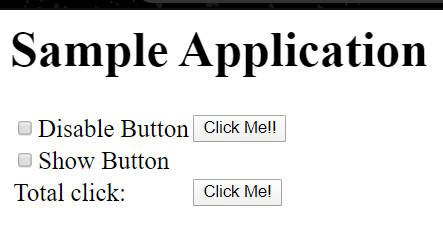 Sample Application
Disable Button Click Me!!
Show Button
Total click: Click Me!